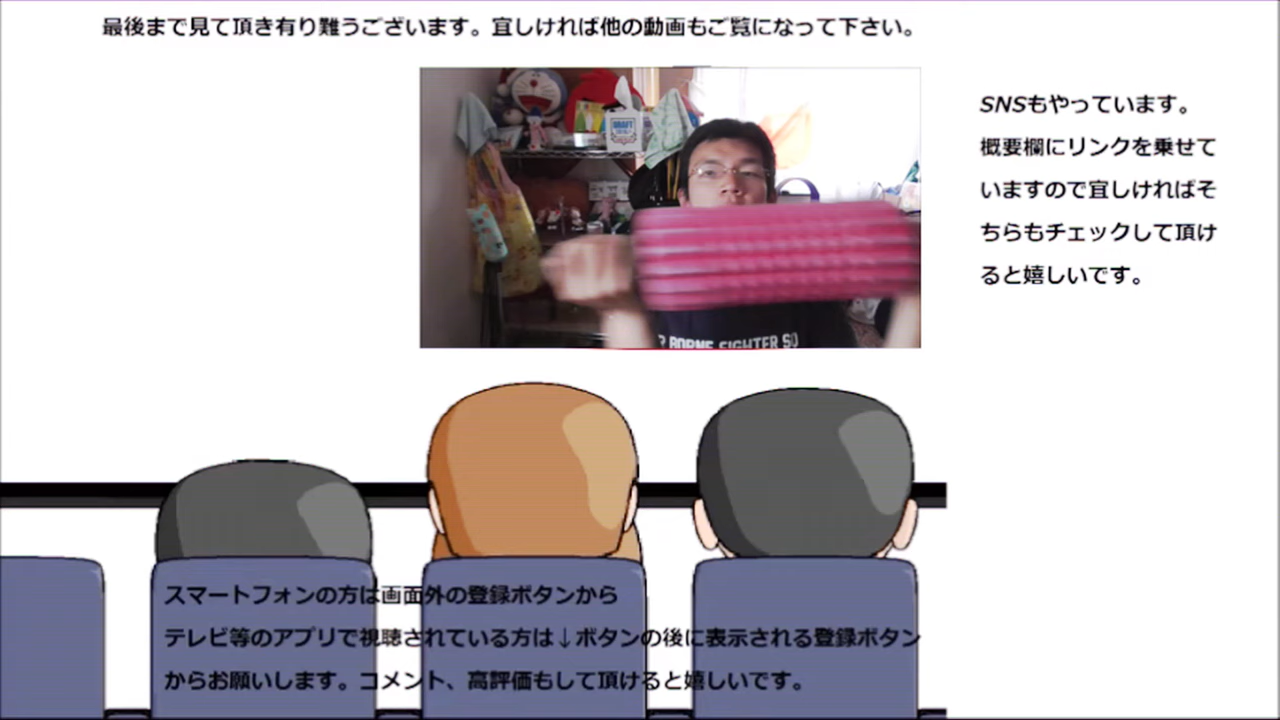 最後まで見て頂き有り難うございます。宜しければ他の動画もご覧になって下さい。
SNSもやっています。
概要欄にリンクを乗せて
いますので宜しければそ
ちらもチェックして頂け
ると嬉しいです。
DRAFT
BORNE FIGHTER SQ
スマートフォンの方は画面外の登録ボタンから
テレビ等のアプリで視聴されている方は↓ボタンの後に表示される登録ボタン
からお願いします。コメント、高評価もして頂けると嬉しいです。